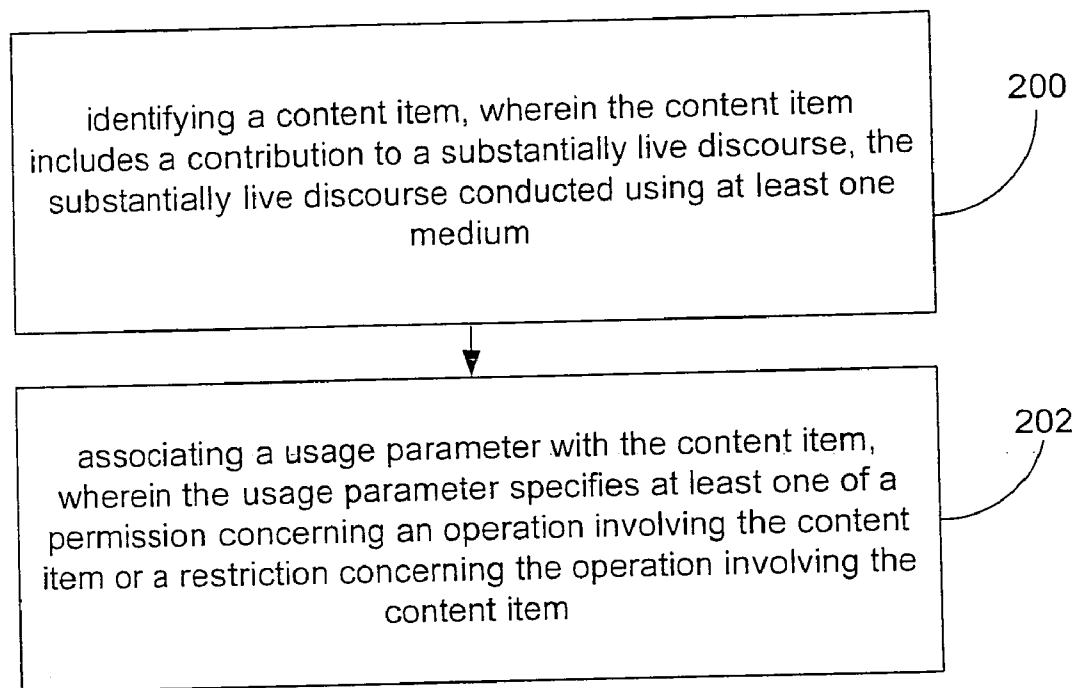 identifying a content item, wherein the content item
includes a contribution to a substantially live discourse, the
substantially live discourse conducted using at least one
medium
200
associating a usage parameter with the content item,
wherein the usage parameter specifies at least one of a
permission concerning an operation involving the content
item or a restriction concerning the operation involving the
content item
202